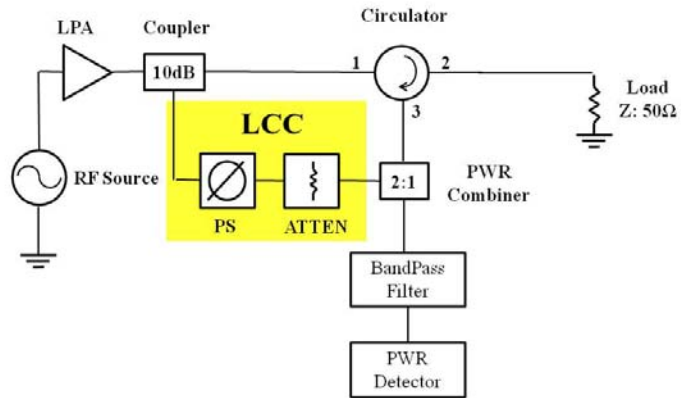 Circulator
LPA
Coupler
10dB
1
2
3
Load
Z: 50Ω
LCC
RF Source
2:1
PWR
Combiner
PS
ATTEN
BandPass
Filter
PWR
Detector